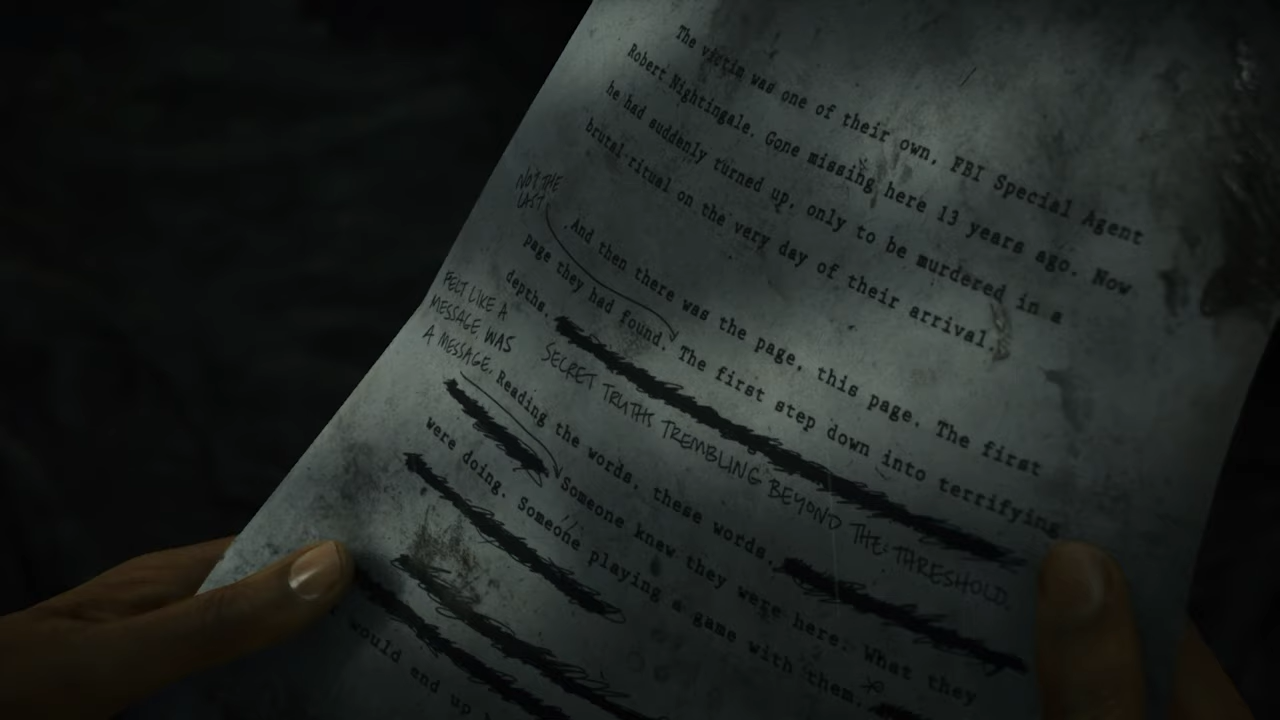 The victim was one of their own, FBI Special Agent
Robert Nightingale. Gone missing here 13 years ago. Now
he had suddenly turned up, only to be murdered in a
brutal ritual on the very day of their arrival.
NOT THE
LAST
And then there was the page, this page. The first
page they had found. The first step down into terrifying
depths.
SECRET TRUTHS TREMBLING BEYOND THE THRESHOLD.
FELT LIKE A
MESSAGE, WAS
A MESSAGE.
Reading the words, these words.
Someone knew they were here. What they
were doing. Someone playing a game with them.
would end up